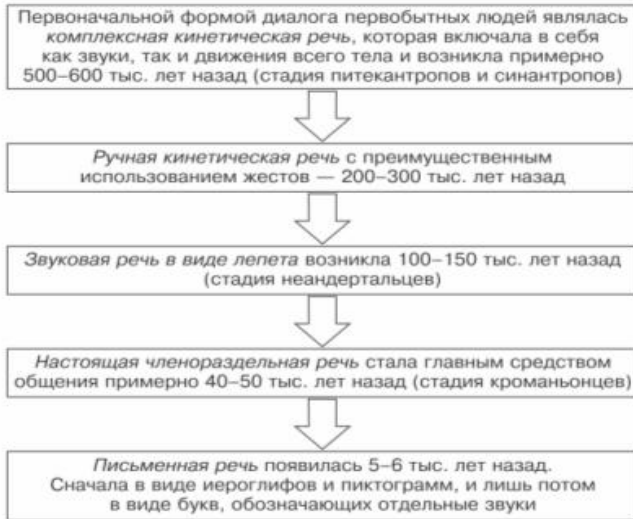 Первоначальной формой диалога первобытных людей являлась
комплексная кинетическая речь, которая включала в себя
как звуки, так и движения всего тела и возникла примерно
500–600 тыс. лет назад (стадия питекантропов и синантропов)
Ручная кинетическая речь с преимущественным
использованием жестов — 200–300 тыс. лет назад
Звуковая речь в виде лепета возникла 100–150 тыс. лет назад
(стадия неандертальцев)
Настоящая членораздельная речь стала главным средством
общения примерно 40–50 тыс. лет назад (стадия кроманьонцев)
Письменная речь появилась 5–6 тыс. лет назад.
Сначала в виде иероглифов и пиктограмм, и лишь потом
в виде букв, обозначающих отдельные звуки